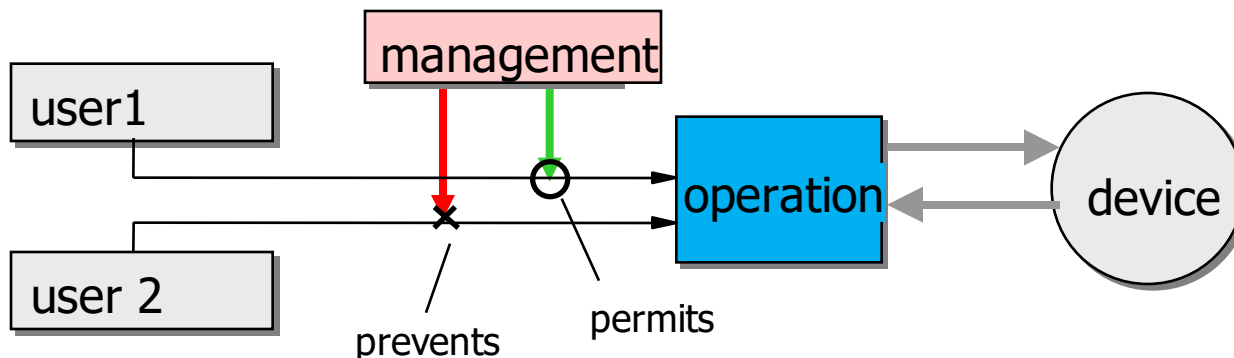 management
user1
operation
device
user 2
permits
prevents